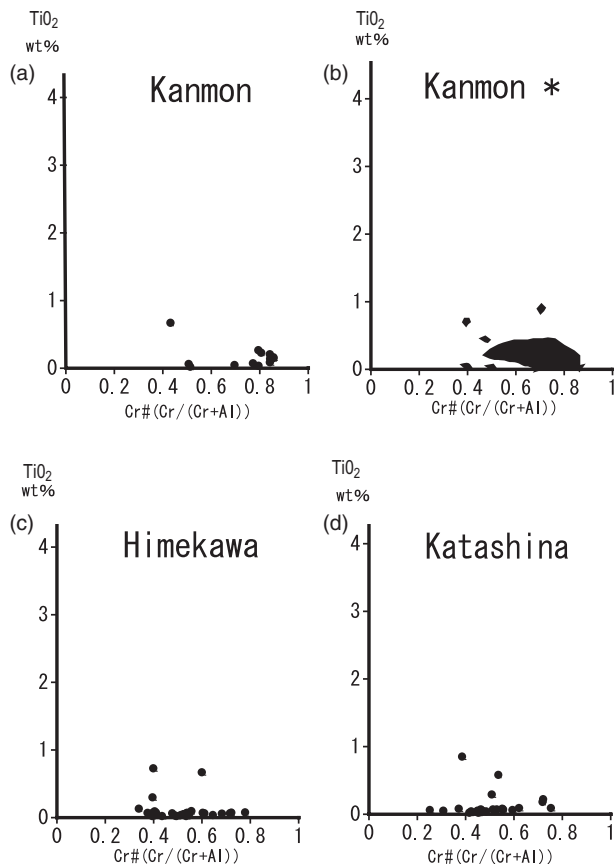 TiO2
wt%
(a)
Kanmon
4
3
2
1
0
0 0.2 0.4 0.6 0.8 1
Cr#(Cr/(Cr+Al))
TiO2
wt%
(b)
Kanmon *
4
3
2
1
0
0 0.2 0.4 0.6 0.8 1
Cr#(Cr/(Cr+Al))
TiO2
wt%
(c)
Himekawa
4
3
2
1
0
0 0.2 0.4 0.6 0.8 1
Cr#(Cr/(Cr+Al))
TiO2
wt%
(d)
Katashina
4
3
2
1
0
0 0.2 0.4 0.6 0.8 1
Cr#(Cr/(Cr+Al))